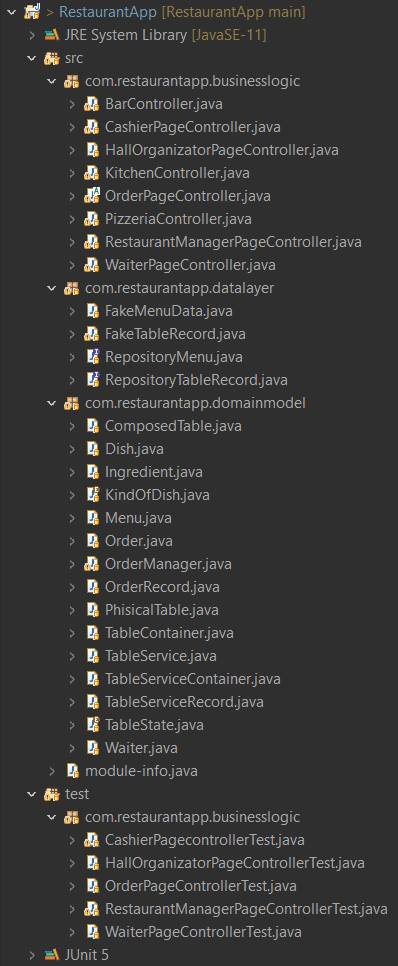 > RestaurantApp [RestaurantApp main]
JRE System Library [JavaSE-11]
src
com.restaurantapp.businesslogic
BarController.java
CashierPageController.java
HallOrganizatorPageController.java
KitchenController.java
OrderPageController.java
PizzeriaController.java
RestaurantManagerPageController.java
WaiterPageController.java
com.restaurantapp.datalayer
FakeMenuData.java
FakeTableRecord.java
RepositoryMenu.java
RepositoryTableRecord.java
com.restaurantapp.domainmodel
ComposedTable.java
Dish.java
Ingredient.java
KindOfDish.java
Menu.java
Order.java
OrderManager.java
OrderRecord.java
PhisicalTable.java
TableContainer.java
TableService.java
TableServiceContainer.java
TableServiceRecord.java
TableState.java
Waiter.java
module-info.java
test
com.restaurantapp.businesslogic
CashierPagecontrollerTest.java
HallOrganizatorPageControllerTest.java
OrderPageControllerTest.java
RestaurantManagerPageControllerTest.java
WaiterPageControllerTest.java
JUnit 5